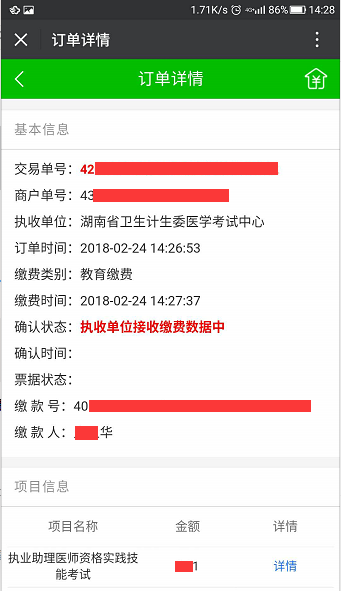 1.71K/s 86% 14:28
订单详情
订单详情
基本信息
交易单号: 42
商户单号: 43
执收单位: 湖南省卫生计生委医学考试中心
订单时间: 2018-02-24 14:26:53
缴费类别: 教育缴费
缴费时间: 2018-02-24 14:27:37
确认状态: 执收单位接收缴费数据中
确认时间:
票据状态:
缴 款 号: 40
缴 款 人: 华
项目信息
项目名称 金额 详情
执业助理医师资格实践技
能考试 1 详情